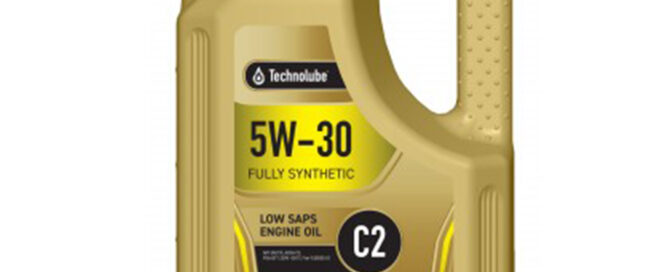 Technolube
5W-30
FULLY SYNTHETIC
LOW SAPS
ENGINE OIL
C2